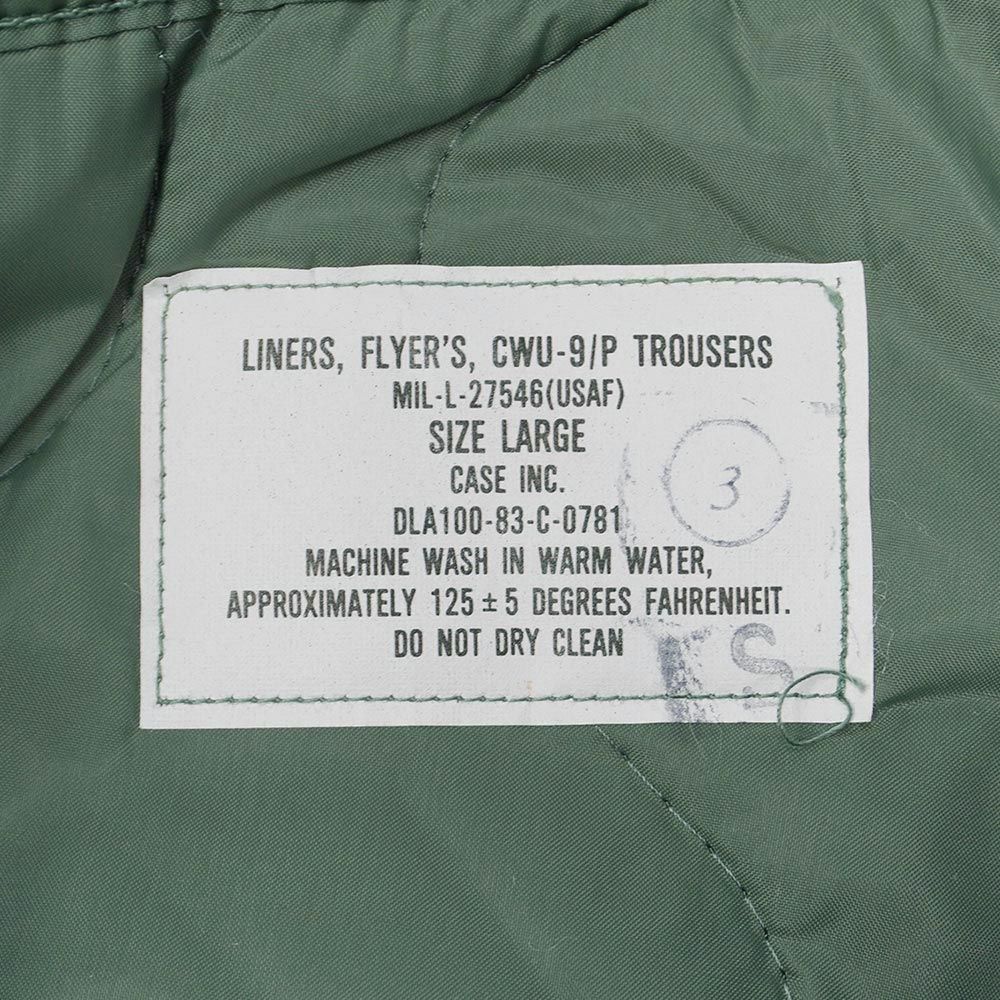 LINERS, FLYER'S, CWU-9/P TROUSERS
MIL-L-27546(USAF)
SIZE LARGE
CASE INC.
DLA100-83-C-0781
MACHINE WASH IN WARM WATER,
APPROXIMATELY 125 ± 5 DEGREES FAHRENHEIT.
DO NOT DRY CLEAN
3
S